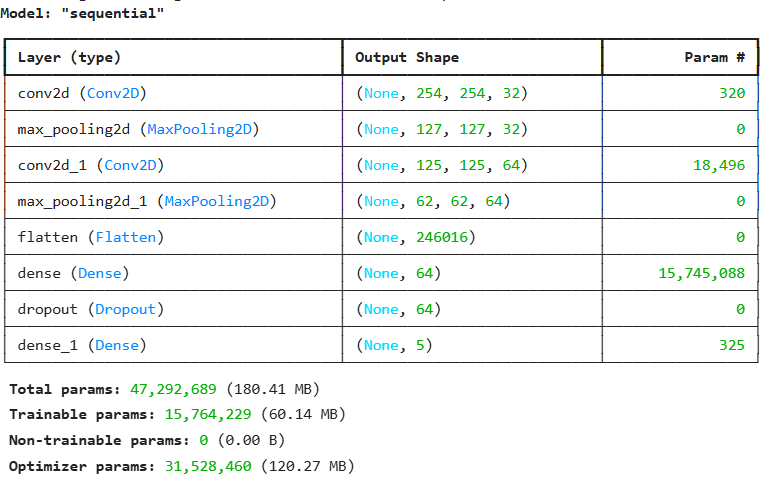 Model: "sequential"
Layer (type) Output Shape Param #
conv2d (Conv2D) (None, 254, 254, 32) 320
max_pooling2d (MaxPooling2D) (None, 127, 127, 32) 0
conv2d_1 (Conv2D) (None, 125, 125, 64) 18,496
max_pooling2d_1 (MaxPooling2D) (None, 62, 62, 64) 0
flatten (Flatten) (None, 246016) 0
dense (Dense) (None, 64) 15,745,088
dropout (Dropout) (None, 64) 0
dense_1 (Dense) (None, 5) 325
Total params: 47,292,689 (180.41 MB)
Trainable params: 15,764,229 (60.14 MB)
Non-trainable params: 0 (0.00 B)
Optimizer params: 31,528,460 (120.27 MB)